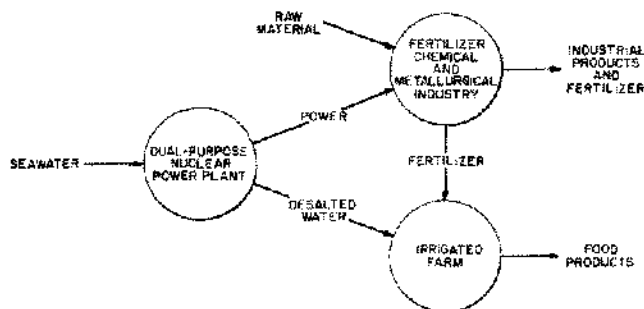 RAW
MATERIAL
FERTILIZER
CHEMICAL
AND
METALLURGICAL
INDUSTRY
INDUSTRIAL
PRODUCTS
AND
FERTILIZER
POWER
SEAWATER
DUAL-PURPOSE
NUCLEAR
POWER PLANT
FERTILIZER
DESALTED
WATER
IRRIGATED
FARM
FOOD
PRODUCTS